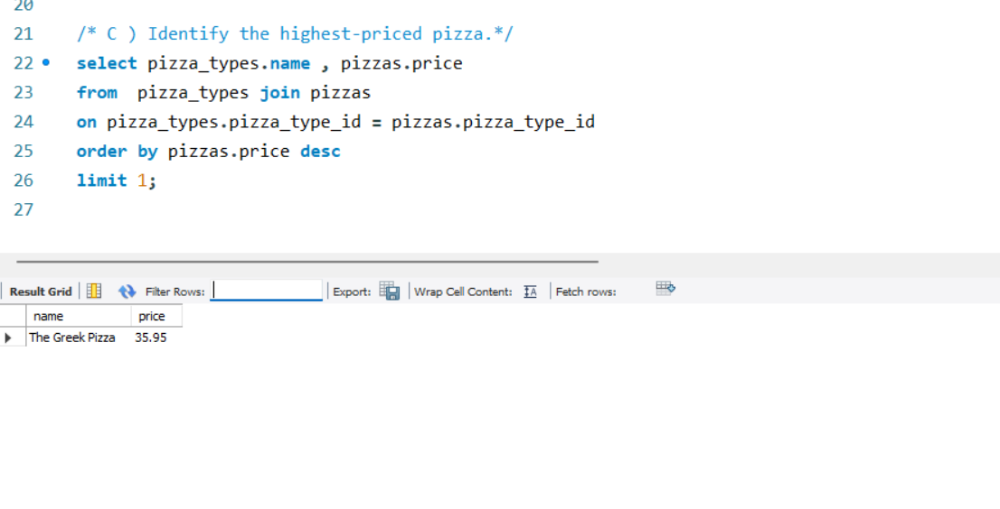 20
21 /* C ) Identify the highest-priced pizza.*/
22 select pizza_types.name , pizzas.price
23 from pizza_types join pizzas
24 on pizza_types.pizza_type_id = pizzas.pizza_type_id
25 order by pizzas.price desc
26 limit 1;
27
Result Grid Filter Rows: Export: Wrap Cell Content: Fetch rows:
name price
The Greek Pizza 35.95